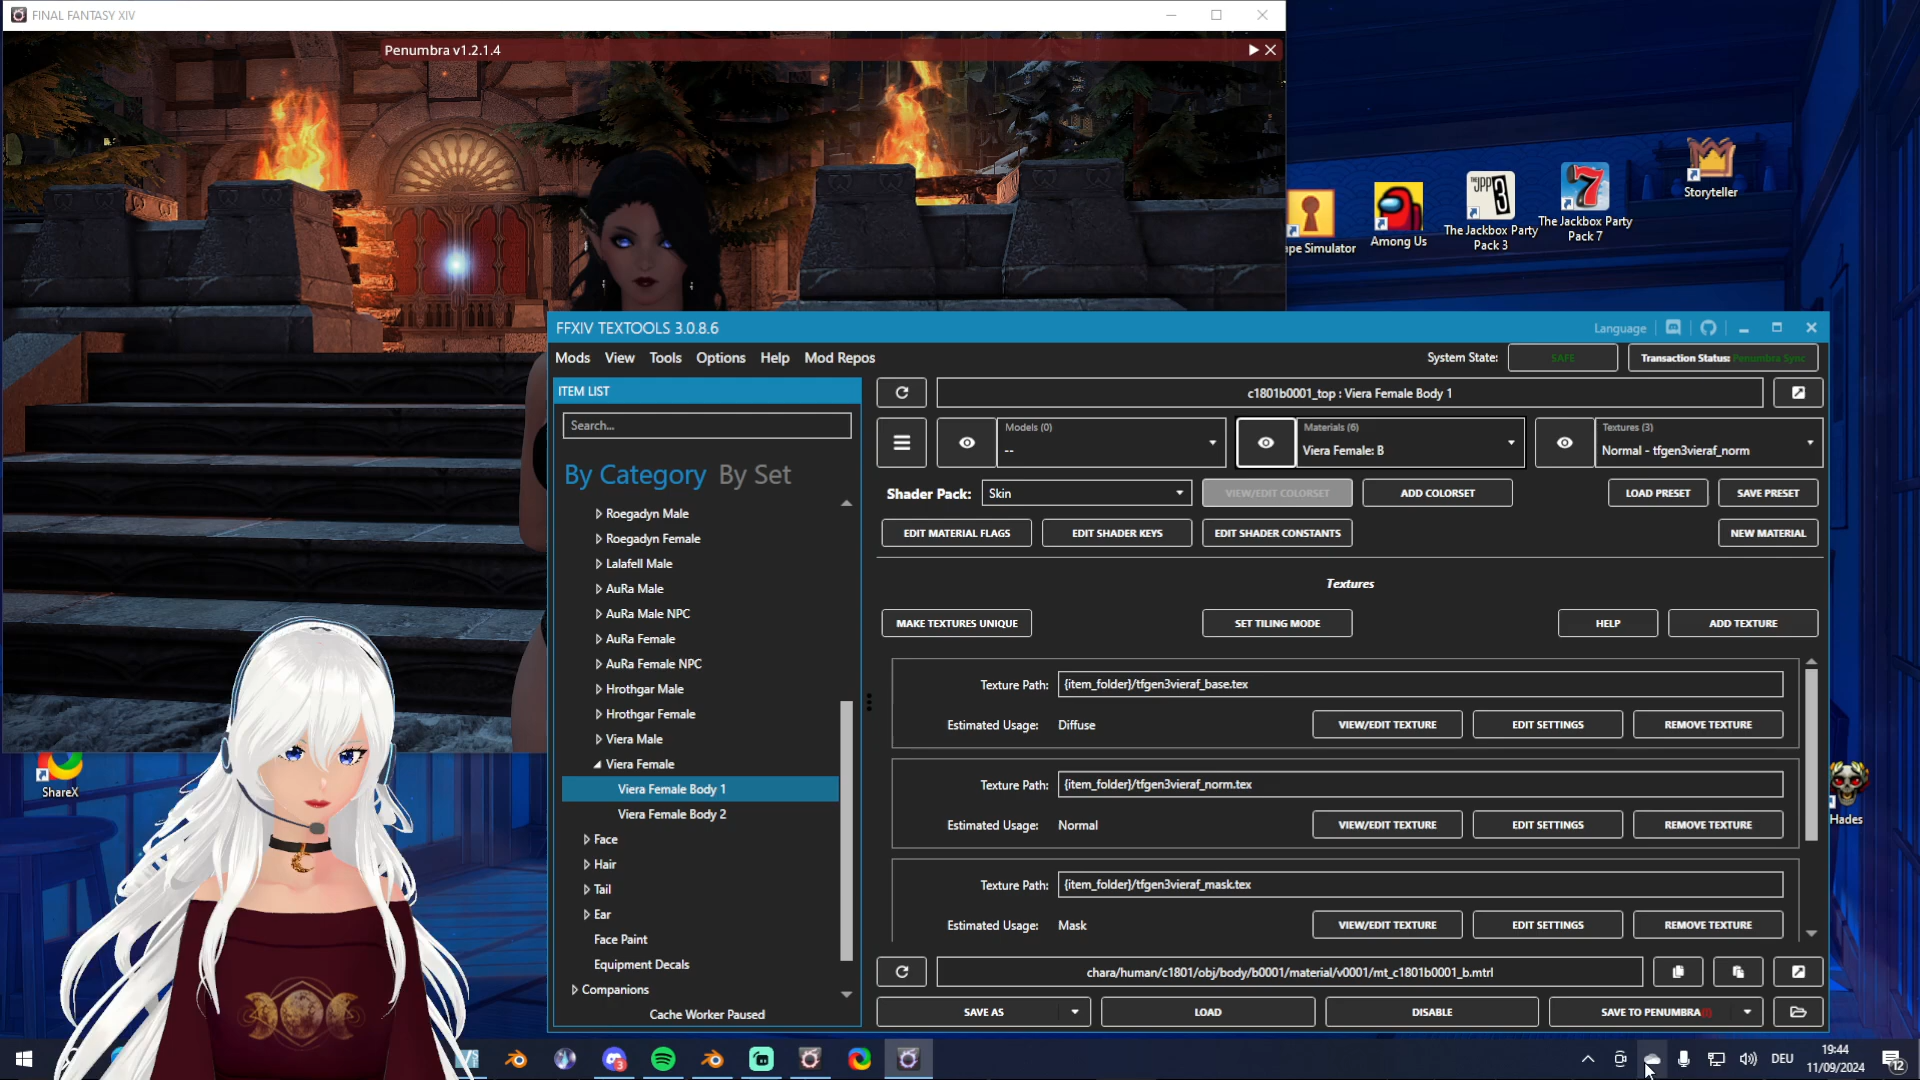 FINAL FANTASY XIV
Penumbra v1.2.1.4
ape Simulator
Among Us
The Jackbox Party
Pack 3
The Jackbox Party
Pack 7
Storyteller
FFXIV TEXTOOLS 3.0.8.6
Language
Mods View Tools Options Help Mod Repos
System State: SAFE
Transaction Status: Penumbra Sync
ITEM LIST
Search...
By Category By Set
Roegadyn Male
Roegadyn Female
Lalafell Male
AuRa Male
AuRa Male NPC
AuRa Female
AuRa Female NPC
Hrothgar Male
Hrothgar Female
Viera Male
Viera Female
Viera Female Body 1
Viera Female Body 2
Face
Hair
Tail
Ear
Face Paint
Equipment Decals
Companions
Cache Worker Paused
c1801b0001_top : Viera Female Body 1
Models (0)
--
Materials (6)
Viera Female: B
Textures (3)
Normal - tfgen3vieraf_norm
Shader Pack: Skin
VIEW/EDIT COLORSET
ADD COLORSET
LOAD PRESET
SAVE PRESET
EDIT MATERIAL FLAGS
EDIT SHADER KEYS
EDIT SHADER CONSTANTS
NEW MATERIAL
Textures
MAKE TEXTURES UNIQUE
SET TILING MODE
HELP
ADD TEXTURE
Texture Path: {item_folder}/tfgen3vieraf_base.tex
Estimated Usage: Diffuse
VIEW/EDIT TEXTURE
EDIT SETTINGS
REMOVE TEXTURE
Texture Path: {item_folder}/tfgen3vieraf_norm.tex
Estimated Usage: Normal
VIEW/EDIT TEXTURE
EDIT SETTINGS
REMOVE TEXTURE
Texture Path: {item_folder}/tfgen3vieraf_mask.tex
Estimated Usage: Mask
VIEW/EDIT TEXTURE
EDIT SETTINGS
REMOVE TEXTURE
chara/human/c1801/obj/body/b0001/material/v0001/mt_c1801b0001_b.mtrl
SAVE AS
LOAD
DISABLE
SAVE TO PENUMBRA
ShareX
Hades
DEU
19:44
11/09/2024
12